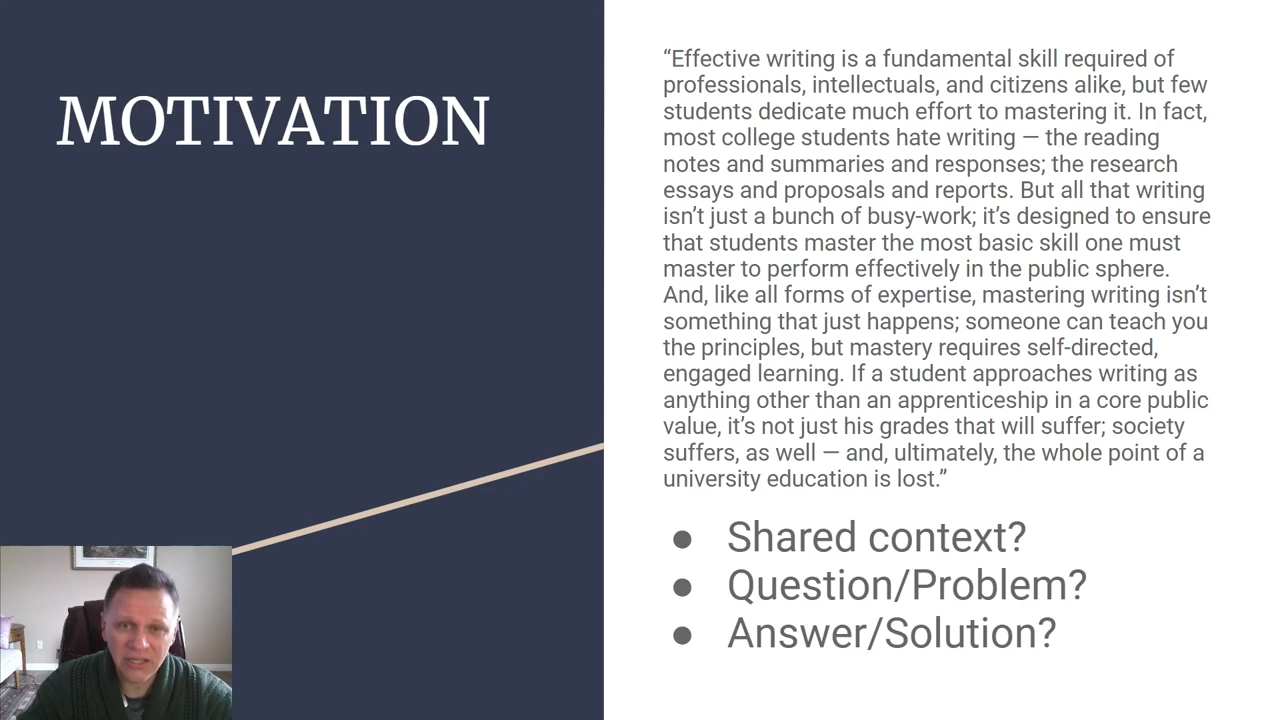 MOTIVATION
“Effective writing is a fundamental skill required of
professionals, intellectuals, and citizens alike, but few
students dedicate much effort to mastering it. In fact,
most college students hate writing — the reading
notes and summaries and responses; the research
essays and proposals and reports. But all that writing
isn’t just a bunch of busy-work; it’s designed to ensure
that students master the most basic skill one must
master to perform effectively in the public sphere.
And, like all forms of expertise, mastering writing isn’t
something that just happens; someone can teach you
the principles, but mastery requires self-directed,
engaged learning. If a student approaches writing as
anything other than an apprenticeship in a core public
value, it’s not just his grades that will suffer; society
suffers, as well — and, ultimately, the whole point of a
university education is lost.”
● Shared context?
● Question/Problem?
● Answer/Solution?